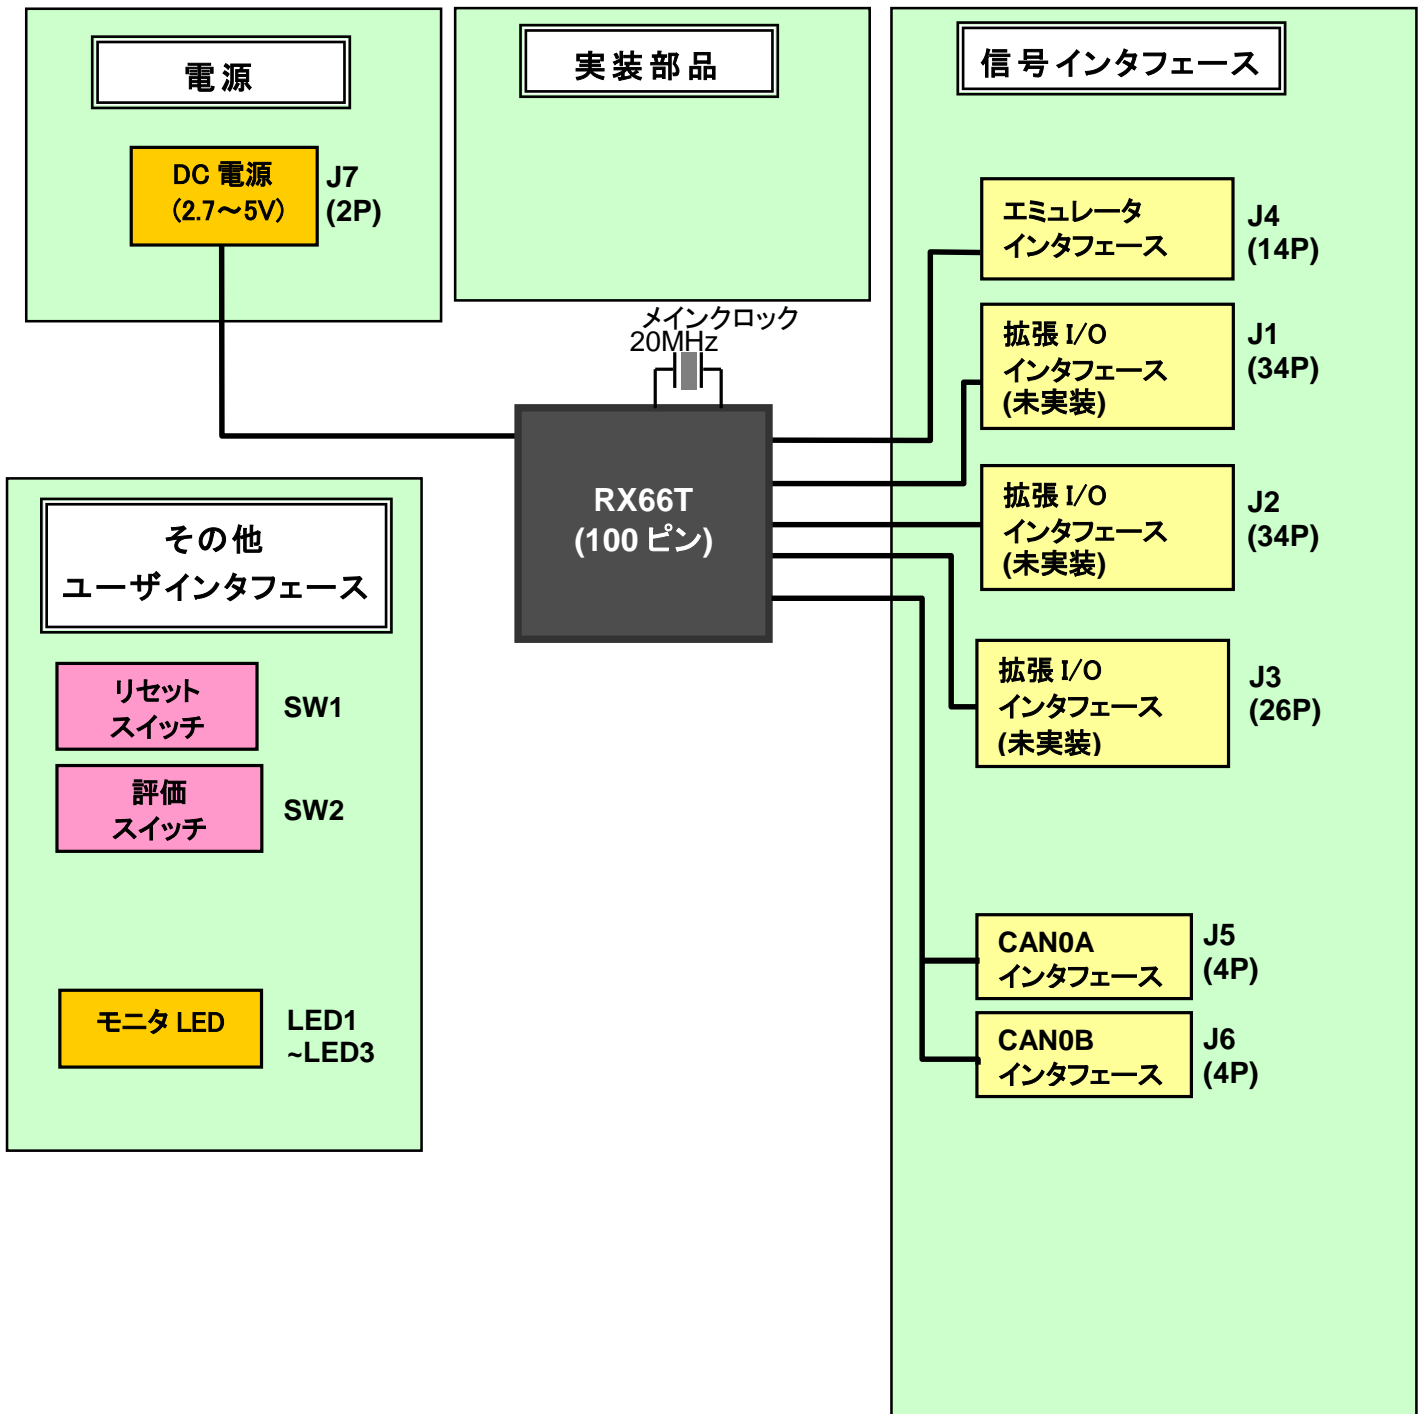 電源
DC 電源
(2.7～5V)
J7
(2P)
実装部品
信号インタフェース
エミュレータ
インタフェース
J4
(14P)
拡張 I/O
インタフェース
(未実装)
J1
(34P)
拡張 I/O
インタフェース
(未実装)
J2
(34P)
拡張 I/O
インタフェース
(未実装)
J3
(26P)
CAN0A
インタフェース
J5
(4P)
CAN0B
インタフェース
J6
(4P)
メインクロック
20MHz
RX66T
(100 ピン)
その他
ユーザインタフェース
リセット
スイッチ
SW1
評価
スイッチ
SW2
モニタ LED
LED1
~LED3